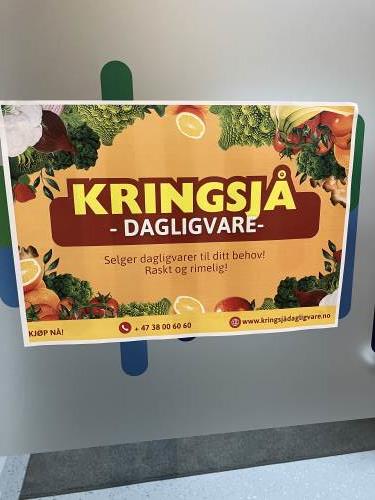 KRINGSJÅ
- DAGLIGVARE-
Selger dagligvarer til ditt behov!
Raskt og rimelig!
KJØP NÅ!
+ 47 38 00 60 60
www.kringsjådagligvare.no